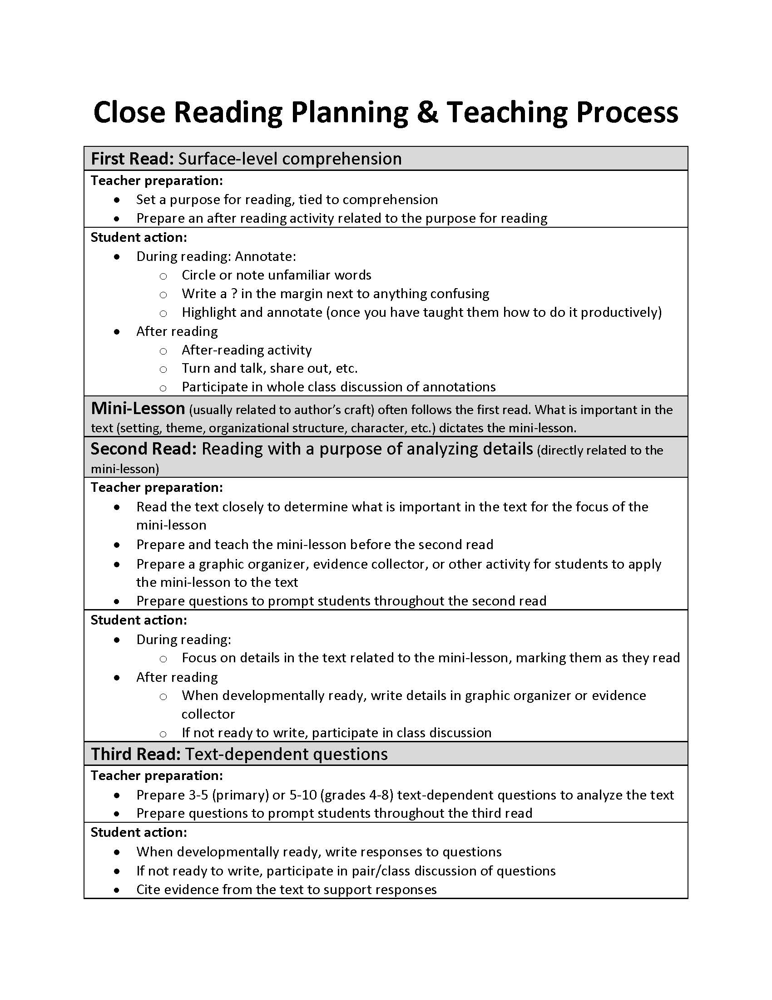 Close Reading Planning & Teaching Process
First Read: Surface-level comprehension
Teacher preparation:
• Set a purpose for reading, tied to comprehension
• Prepare an after reading activity related to the purpose for reading
Student action:
• During reading: Annotate:
o Circle or note unfamiliar words
o Write a ? in the margin next to anything confusing
o Highlight and annotate (once you have taught them how to do it productively)
• After reading
o After-reading activity
o Turn and talk, share out, etc.
o Participate in whole class discussion of annotations
Mini-Lesson (usually related to author’s craft) often follows the first read. What is important in the
text (setting, theme, organizational structure, character, etc.) dictates the mini-lesson.
Second Read: Reading with a purpose of analyzing details (directly related to the
mini-lesson)
Teacher preparation:
• Read the text closely to determine what is important in the text for the focus of the
mini-lesson
• Prepare and teach the mini-lesson before the second read
• Prepare a graphic organizer, evidence collector, or other activity for students to apply
the mini-lesson to the text
• Prepare questions to prompt students throughout the second read
Student action:
• During reading:
o Focus on details in the text related to the mini-lesson, marking them as they read
• After reading
o When developmentally ready, write details in graphic organizer or evidence
collector
o If not ready to write, participate in class discussion
Third Read: Text-dependent questions
Teacher preparation:
• Prepare 3-5 (primary) or 5-10 (grades 4-8) text-dependent questions to analyze the text
• Prepare questions to prompt students throughout the third read
Student action:
• When developmentally ready, write responses to questions
• If not ready to write, participate in pair/class discussion of questions
• Cite evidence from the text to support responses